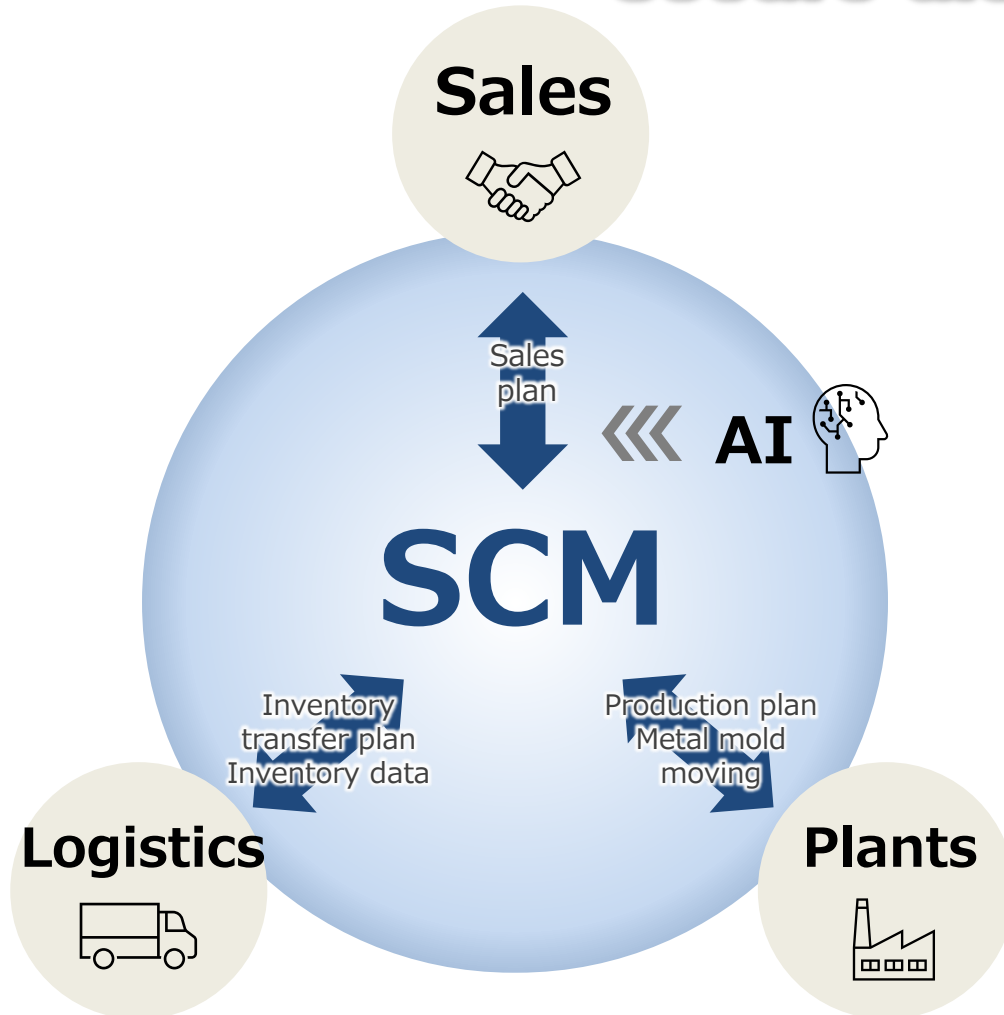 Sales
Sales
plan
AI
SCM
Inventory
transfer plan
Inventory data
Production plan
Metal mold
moving
Logistics
Plants